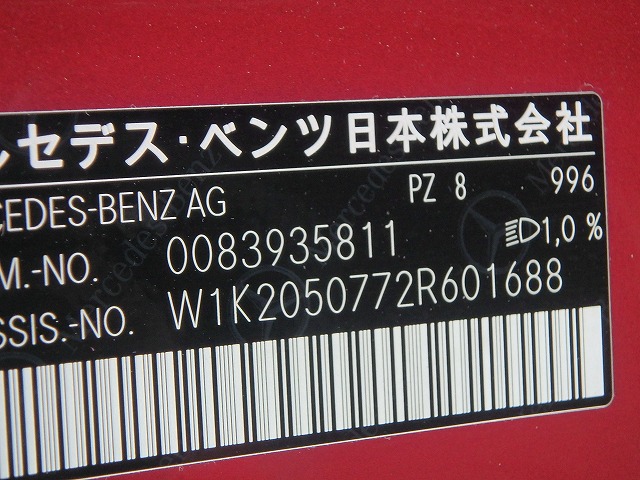 ルセデス・ベンツ日本株式会社
CEDES-BENZ AG PZ 8 996
M.-NO. 0083935811 1,0 %
SSIS.-NO. W1K2050772R601688